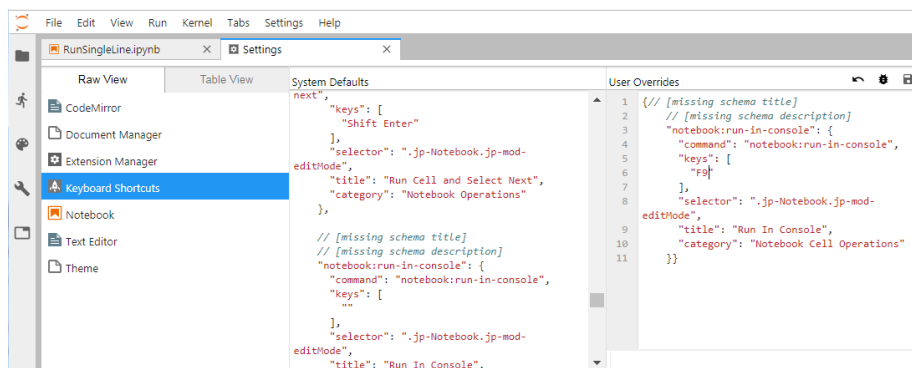 File Edit View Run Kernel Tabs Settings Help
RunSingleLine.ipynb × Settings ×
Raw View
Table View
CodeMirror
Document Manager
Extension Manager
Keyboard Shortcuts
Notebook
Text Editor
Theme
System Defaults
next",
"keys": [
"Shift Enter"
],
"selector": ".jp-Notebook.jp-mod-
editMode",
"title": "Run Cell and Select Next",
"category": "Notebook Operations"
},
// [missing schema title]
// [missing schema description]
"notebook:run-in-console": {
"command": "notebook:run-in-console",
"keys": [
""
],
"selector": ".jp-Notebook.jp-mod-
editMode",
"title": "Run In Console",
User Overrides
1 {// [missing schema title]
2 // [missing schema description]
3 "notebook:run-in-console": {
4 "command": "notebook:run-in-console",
5 "keys": [
6 "F9"
7 ],
8 "selector": ".jp-Notebook.jp-mod-
editMode",
9 "title": "Run In Console",
10 "category": "Notebook Cell Operations"
11 }}